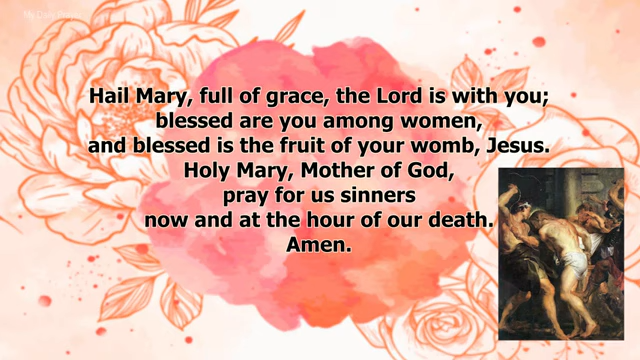 Hail Mary, full of grace, the Lord is with you;
blessed are you among women,
and blessed is the fruit of your womb, Jesus.
Holy Mary, Mother of God,
pray for us sinners
now and at the hour of our death.
Amen.